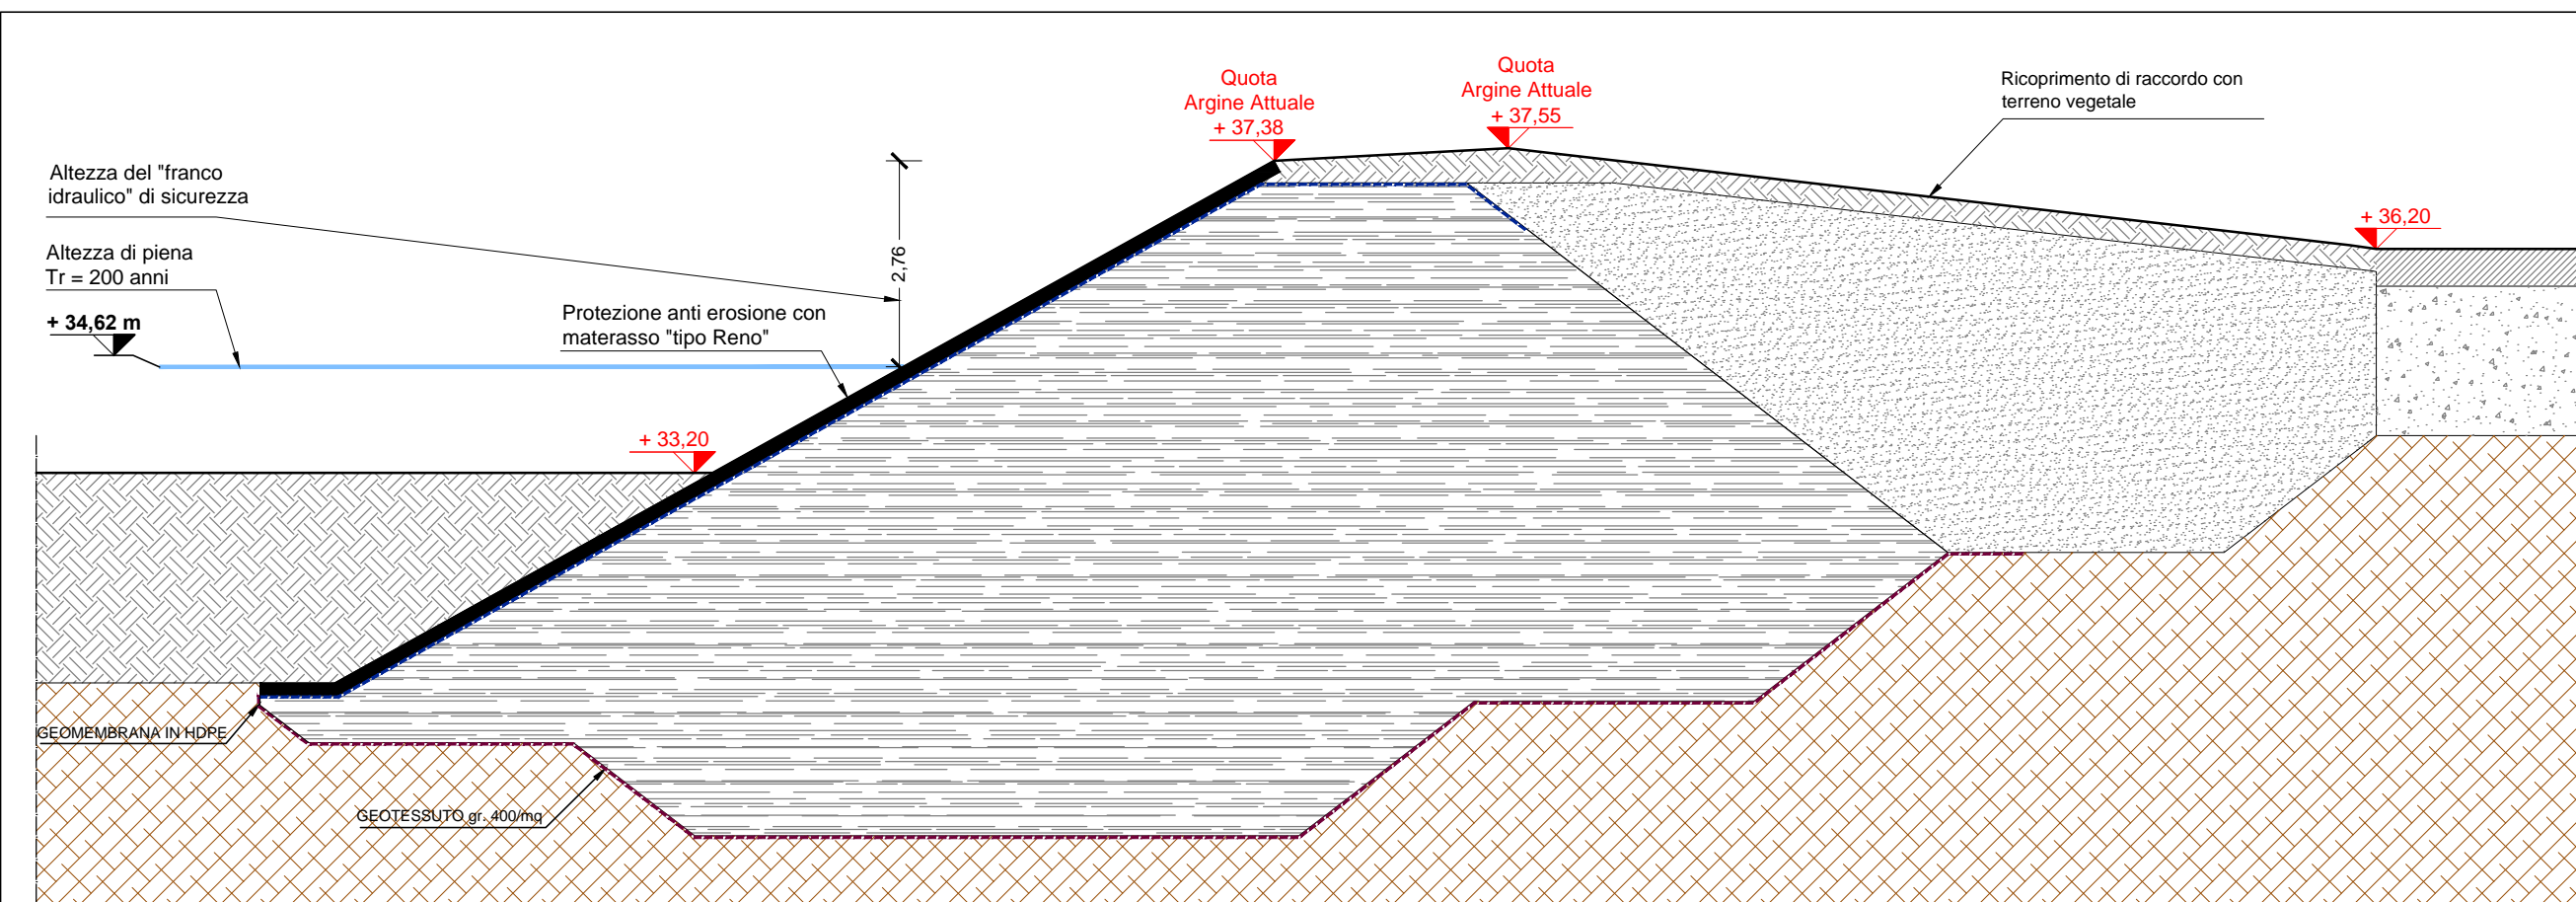 Quota
Argine Attuale
+ 37,38
Quota
Argine Attuale
+ 37,55
Ricoprimento di raccordo con
terreno vegetale
Altezza del "franco
idraulico" di sicurezza
+ 36,20
Altezza di piena
Tr = 200 anni
2,76
+ 34,62 m
Protezione anti erosione con
materasso "tipo Reno"
+ 33,20
GEOMEMBRANA IN HDPE
GEOTESSUTO gr. 400/mq